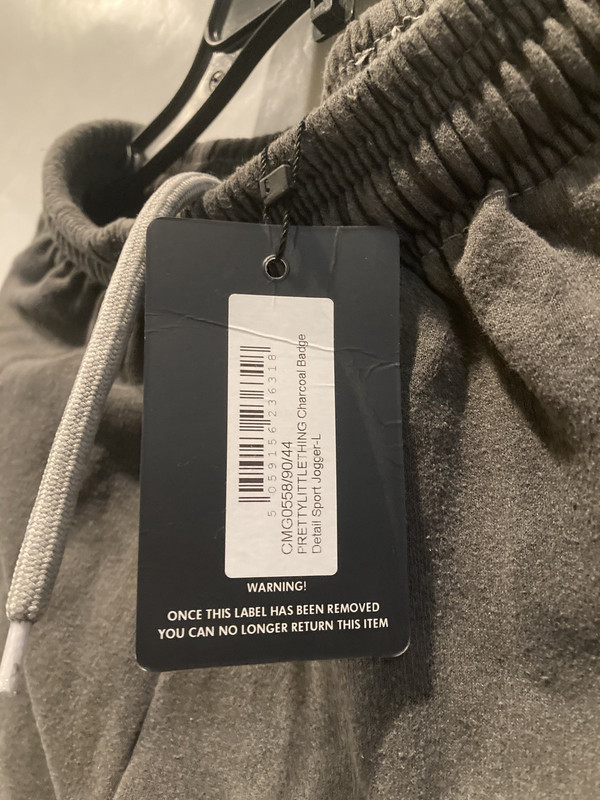 5 059156 236318
CMG0558/90/44
PRETTYLITTLETHING Charcoal Badge
Detail Sport Jogger-L
WARNING!
ONCE THIS LABEL HAS BEEN REMOVED
YOU CAN NO LONGER RETURN THIS ITEM